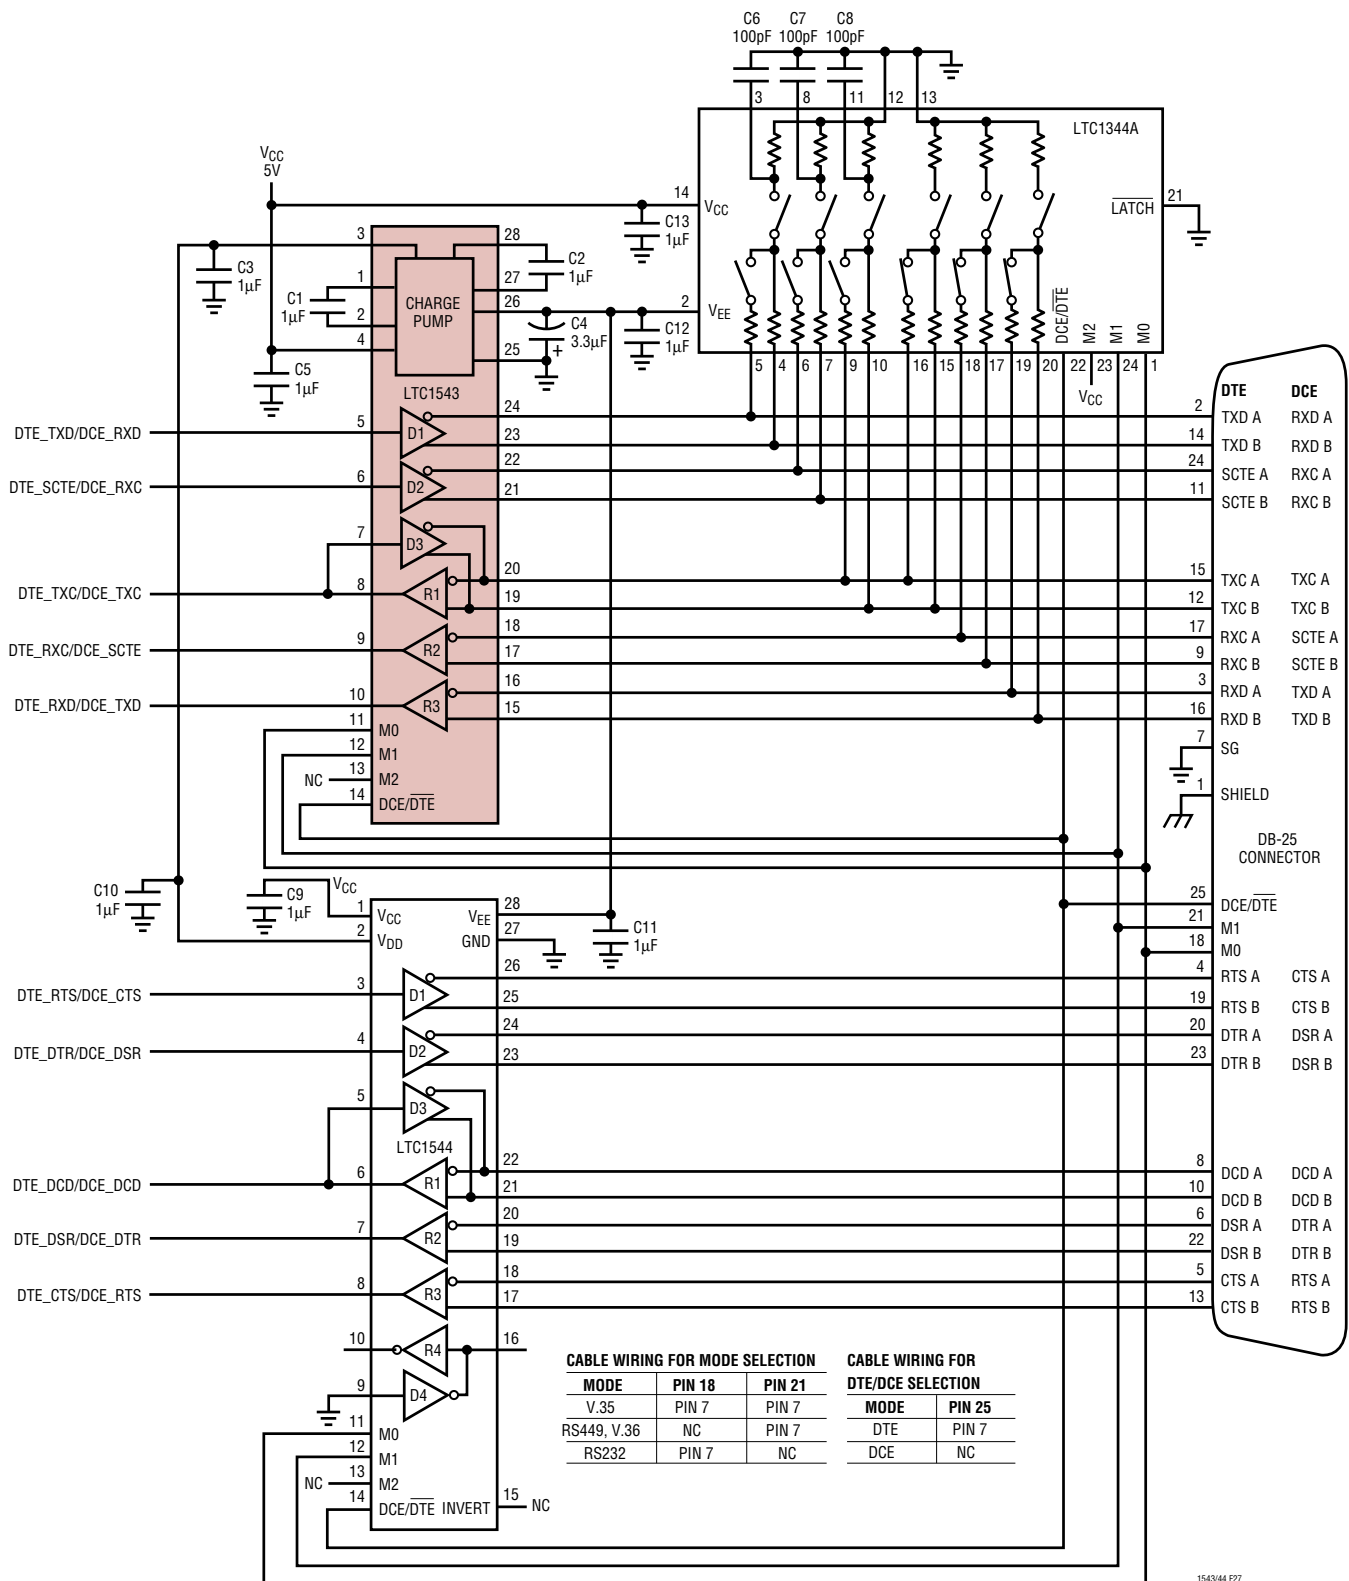 C6 C7 C8
100pF 100pF 100pF
3 8 11 12 13
LTC1344A
VCC
5V
14
VCC
LATCH
21
C13
1µF
3
28
C3
1µF
C2
1µF
1
27
C1
1µF
CHARGE
PUMP
26
2
VEE
2
C4
3.3µF
+
C12
1µF
4
25
DCE/DTE
M2
M1
M0
C5
1µF
5 4 6 7 9 10 16 15 18 17 19 20 22 23 24 1
VCC
LTC1543
DTE DCE
24
2
TXD A RXD A
DTE_TXD/DCE_RXD
5
D1
23
14
TXD B RXD B
22
24
SCTE A RXC A
DTE_SCTE/DCE_RXC
6
D2
21
11
SCTE B RXC B
7
D3
20
15
TXC A TXC A
DTE_TXC/DCE_TXC
8
R1
19
12
TXC B TXC B
18
17
RXC A SCTE A
DTE_RXC/DCE_SCTE
9
R2
17
9
RXC B SCTE B
16
3
RXD A TXD A
DTE_RXD/DCE_TXD
10
R3
15
16
RXD B TXD B
11
M0
7
SG
12
M1
NC
13
M2
14
DCE/DTE
1
SHIELD
DB-25
CONNECTOR
C10
1µF
C9
1µF
VCC
1
VCC
VEE
28
25
DCE/DTE
2
VDD
GND
27
C11
1µF
21
M1
18
M0
26
4
RTS A CTS A
DTE_RTS/DCE_CTS
3
D1
25
19
RTS B CTS B
24
20
DTR A DSR A
DTE_DTR/DCE_DSR
4
D2
23
23
DTR B DSR B
5
D3
LTC1544
22
8
DCD A DCD A
DTE_DCD/DCE_DCD
6
R1
21
10
DCD B DCD B
20
6
DSR A DTR A
DTE_DSR/DCE_DTR
7
R2
19
22
DSR B DTR B
18
5
CTS A RTS A
DTE_CTS/DCE_RTS
8
R3
17
13
CTS B RTS B
10
R4
16
9
D4
11
M0
12
M1
NC
13
M2
14
DCE/DTE INVERT
15
NC
CABLE WIRING FOR MODE SELECTION
MODE PIN 18 PIN 21
V.35 PIN 7 PIN 7
RS449, V.36 NC PIN 7
RS232 PIN 7 NC
CABLE WIRING FOR
DTE/DCE SELECTION
MODE PIN 25
DTE PIN 7
DCE NC
1543/44 F27